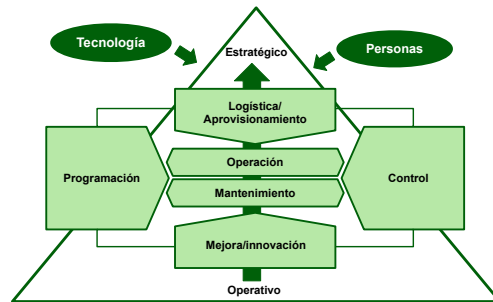 Tecnología
Personas
Estratégico
Logística/
Aprovisionamiento
Programación
Operación
Mantenimiento
Control
Mejora/innovación
Operativo